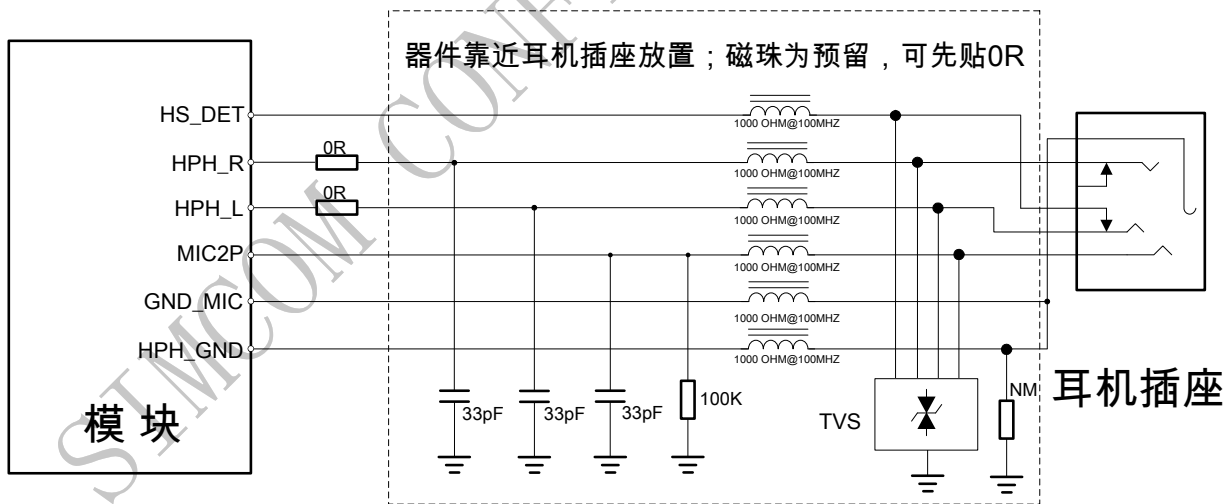 器件靠近耳机插座放置；磁珠为预留，可先贴0R
HS_DET
1000 OHM@100MHZ
HPH_R
0R
1000 OHM@100MHZ
HPH_L
0R
1000 OHM@100MHZ
MIC2P
1000 OHM@100MHZ
GND_MIC
1000 OHM@100MHZ
HPH_GND
1000 OHM@100MHZ
模块
33pF
33pF
33pF
100K
TVS
NM
耳机插座